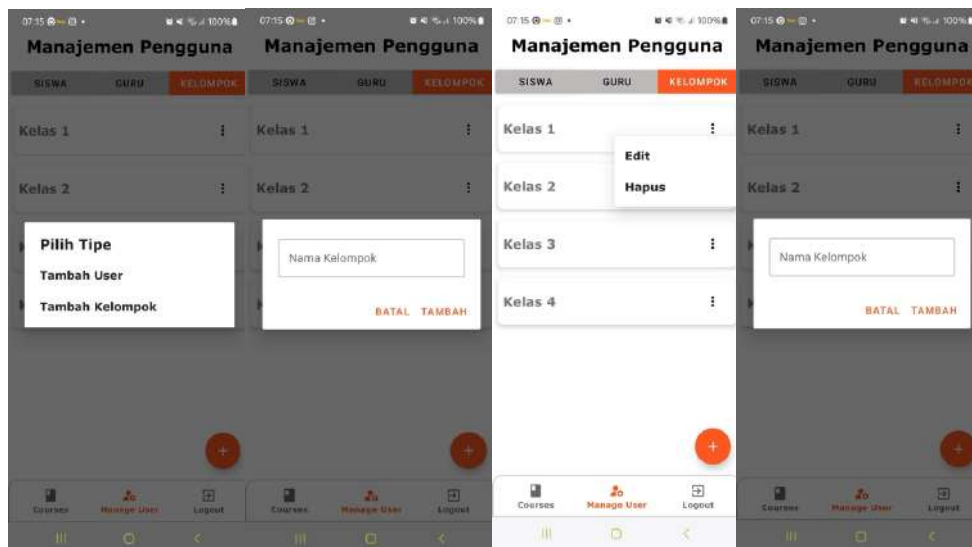 07:15
100%
Manajemen Pengguna
SISWA GURU KELOMPOK
Kelas 1
Kelas 2
Pilih Tipe
Tambah User
Tambah Kelompok
Courses Manage User Logout
07:15
100%
Manajemen Pengguna
SISWA GURU KELOMPOK
Kelas 1
Kelas 2
Nama Kelompok
BATAL TAMBAH
Courses Manage User Logout
07:15
100%
Manajemen Pengguna
SISWA GURU KELOMPOK
Kelas 1
Edit
Kelas 2
Hapus
Kelas 3
Kelas 4
Courses Manage User Logout
07:15
100%
Manajemen Pengguna
SISWA GURU KELOMPOK
Kelas 1
Kelas 2
Nama Kelompok
BATAL TAMBAH
Courses Manage User Logout